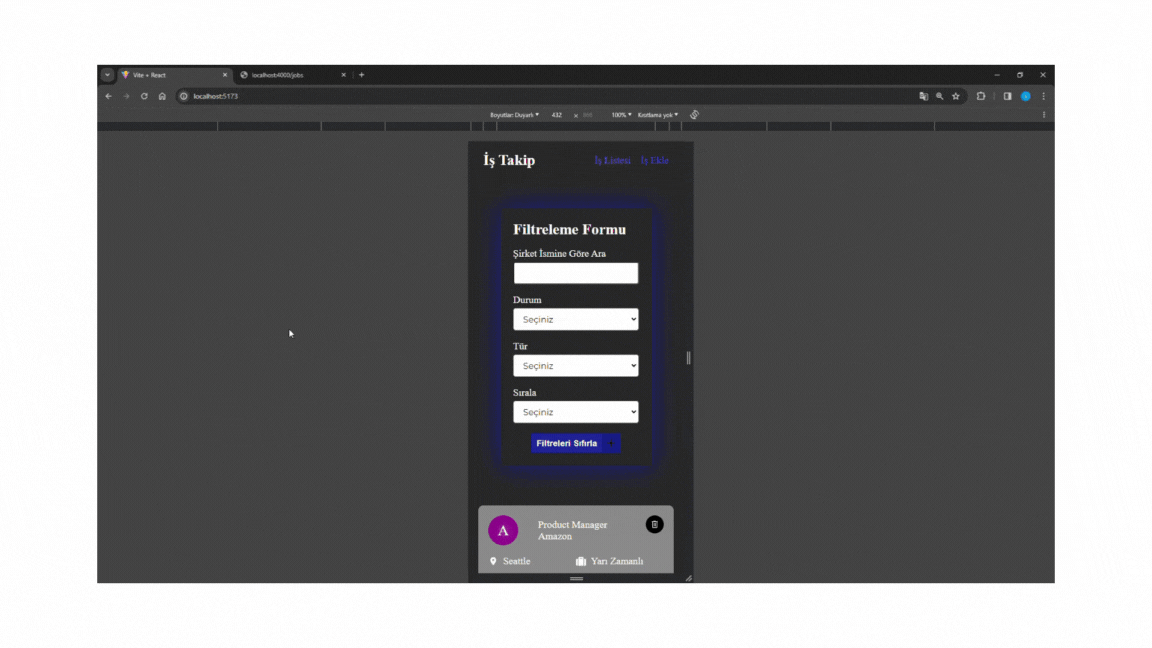 Vite + React
localhost:4000/jobs
localhost:5173
Boyutlar: Duyarlı
432
×
100%
Kısıtlama yok
İş Takip
İş Listesi
İş Ekle
Filtreleme Formu
Şirket İsmine Göre Ara
Durum
Seçiniz
Tür
Seçiniz
Sırala
Seçiniz
Filtreleri Sıfırla
A
Product Manager
Amazon
Seattle
Yarı Zamanlı